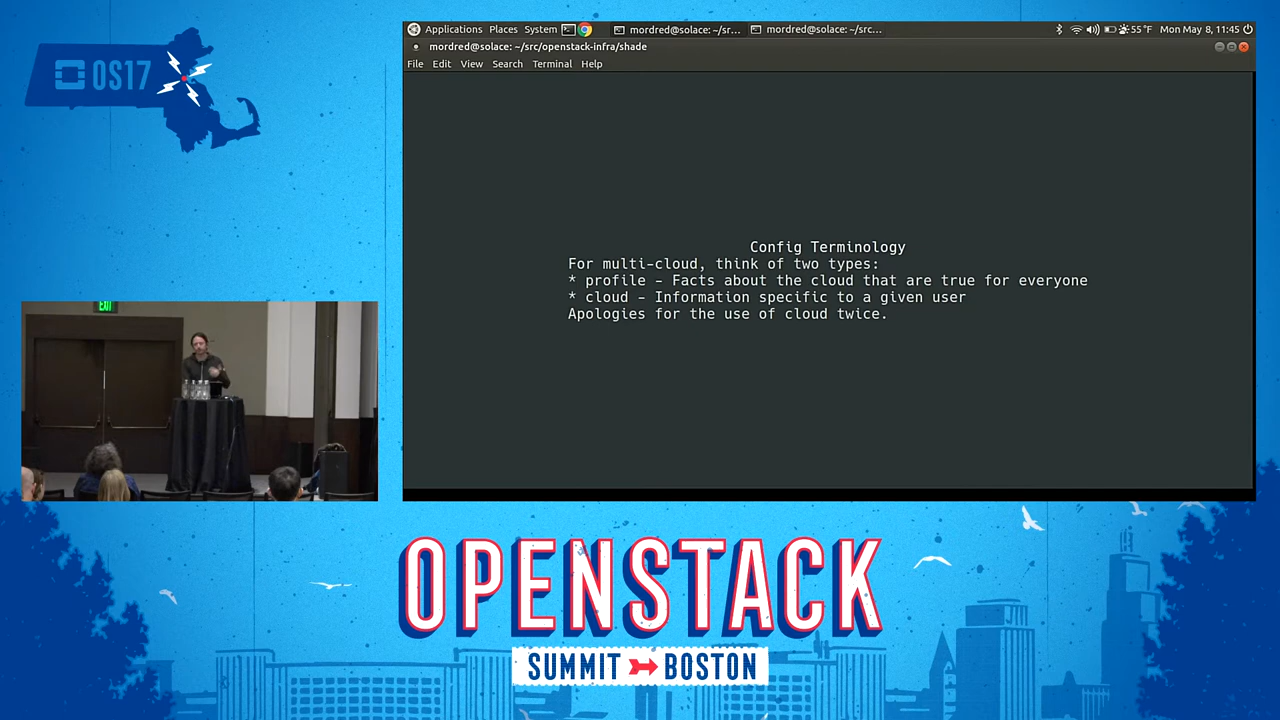 OS17
Applications Places System mordred@solace: ~/sr... mordred@solace: ~/src... 55 °F Mon May 8, 11:45
mordred@solace: ~/src/openstack-infra/shade
File Edit View Search Terminal Help
Config Terminology
For multi-cloud, think of two types:
* profile - Facts about the cloud that are true for everyone
* cloud - Information specific to a given user
Apologies for the use of cloud twice.
EXIT
OPENSTACK
SUMMIT BOSTON